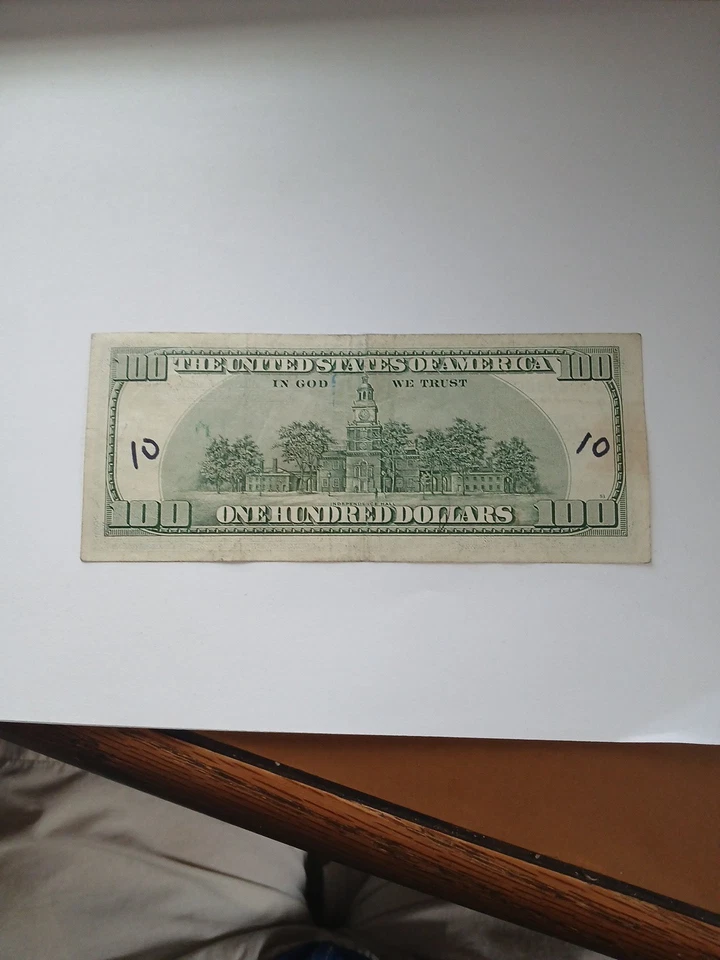 100 THE UNITED STATES OF AMERICA 100
IN GOD WE TRUST
10 10
INDEPENDENCE HALL
100 ONE HUNDRED DOLLARS 100